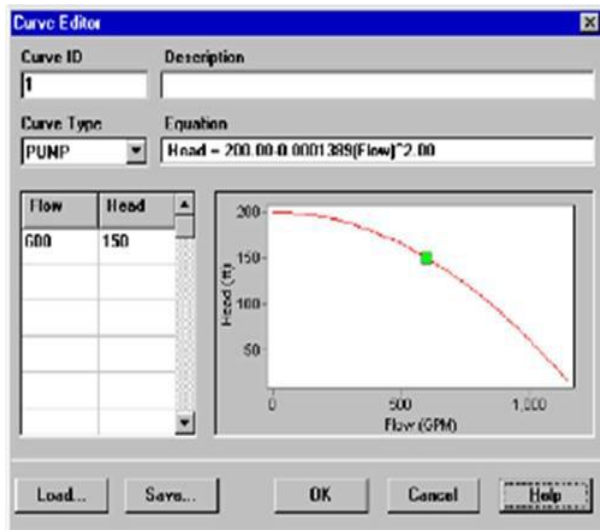 Curve Editor
Curve ID Description
1
Curve Type Equation
PUMP Head = 200.00-0.0001389(Flow)^2.00
Flow Head
600 150
Head (ft)
200
150
100
50
0 500 1,000
Flow (GPM)
Load... Save... OK Cancel Help